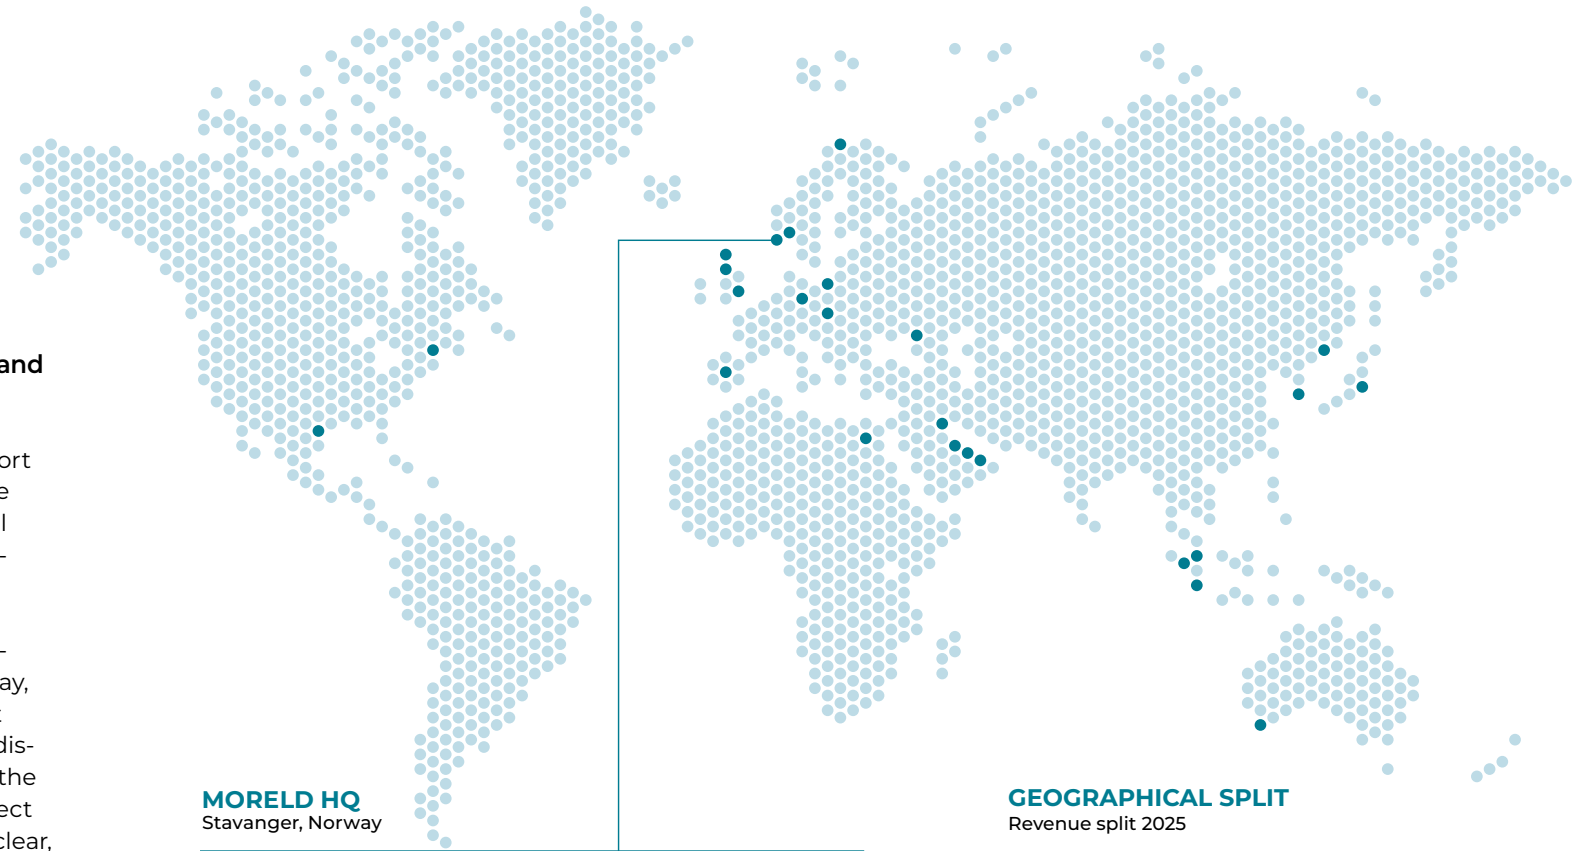 and
ort
e
l
-
-
ay,
t
dis-
the
ect
clear,
MORELD HQ
Stavanger, Norway
GEOGRAPHICAL SPLIT
Revenue split 2025